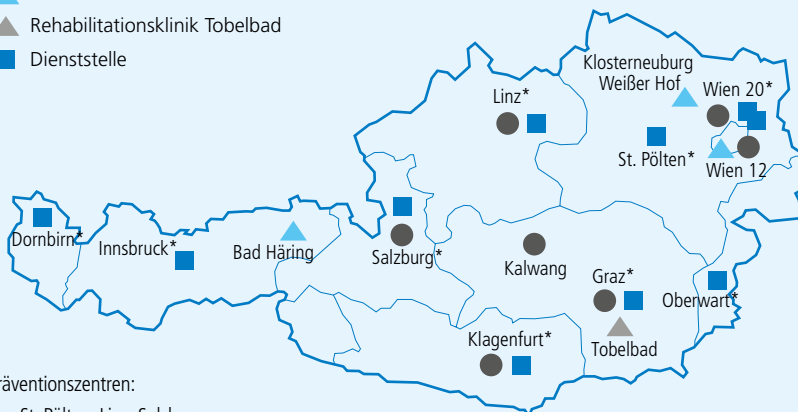 Rehabilitationsklinik Tobelbad
Dienststelle
Klosterneuburg
Weißer Hof
Wien 20*
Linz*
St. Pölten*
Wien 12
Dornbirn*
Innsbruck*
Bad Häring
Salzburg*
Kalwang
Graz*
Oberwart*
Klagenfurt*
Tobelbad
räventionszentren: